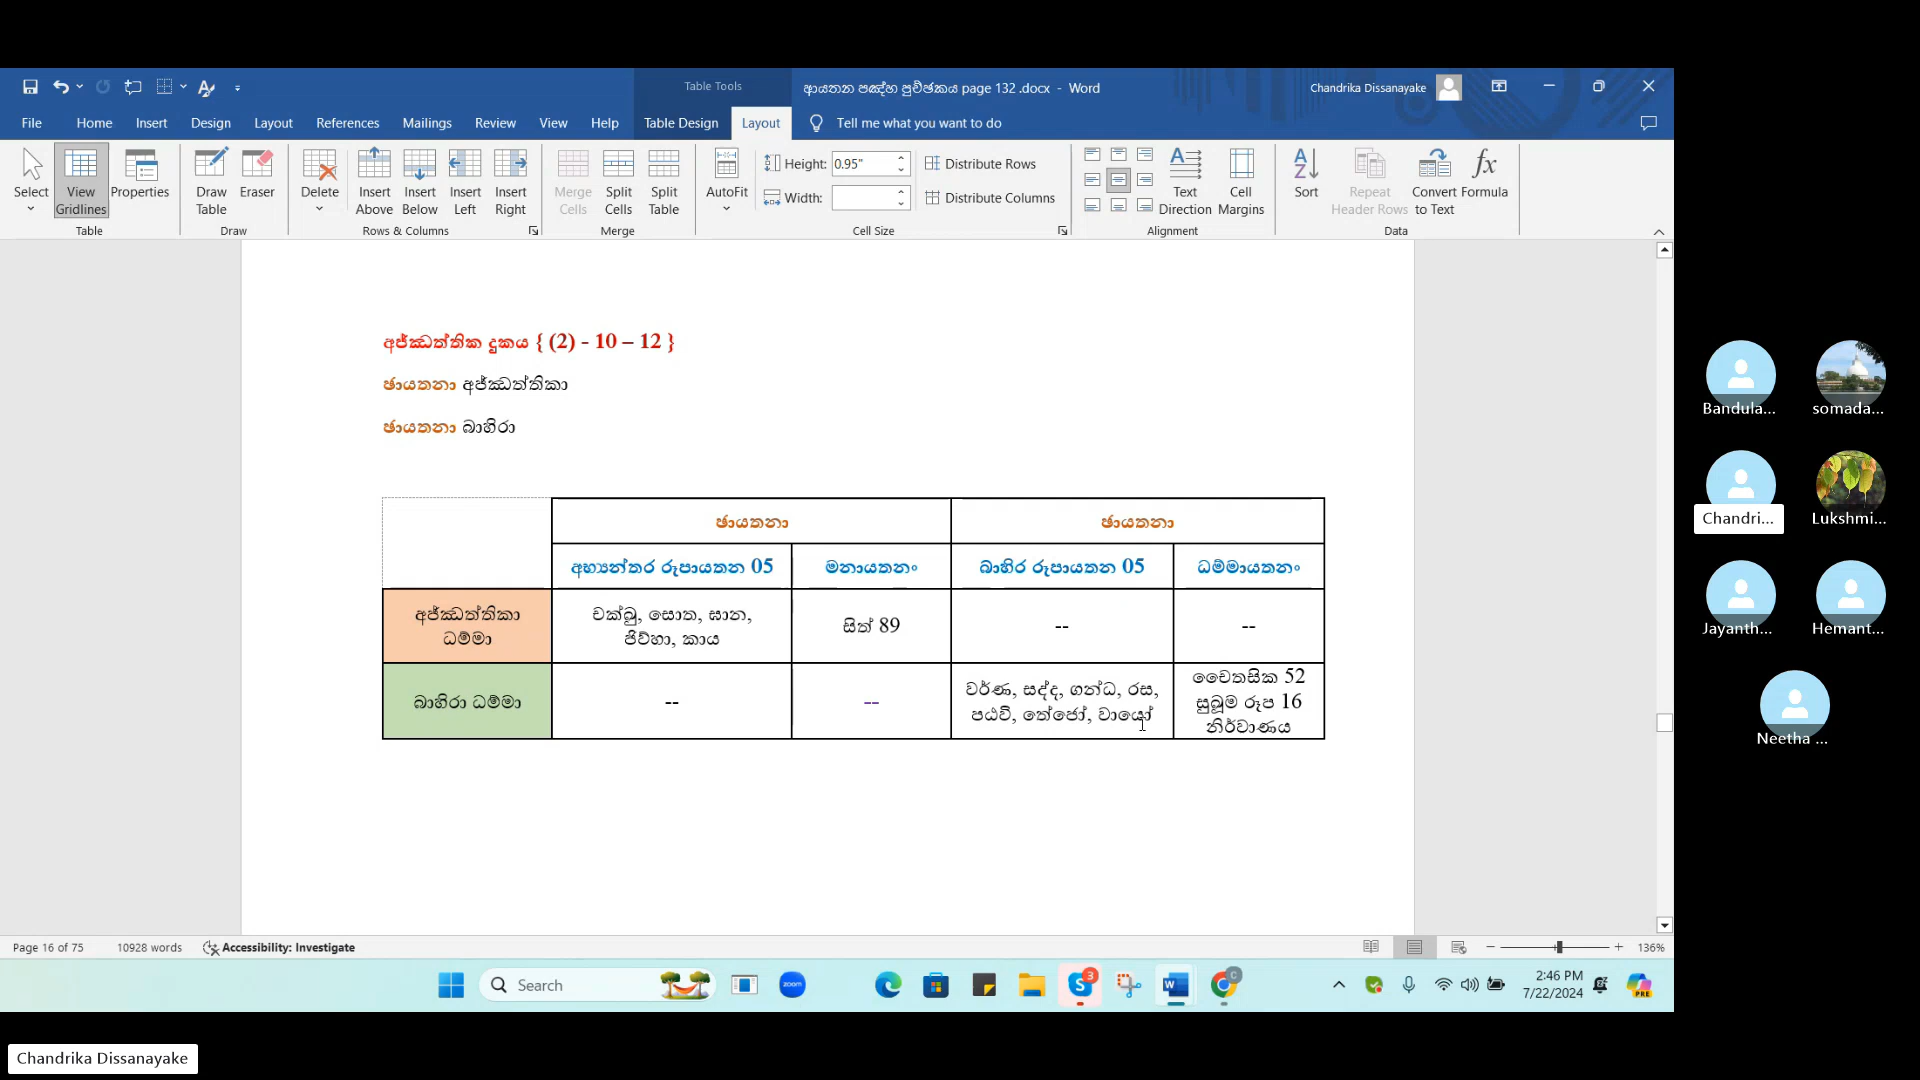 Table Tools
ආයතන පඤ්හ පුච්ඡකය page 132 .docx - Word
Chandrika Dissanayake
File Home Insert Design Layout References Mailings Review View Help Table Design Layout Tell me what you want to do
Select View Gridlines Properties
Draw Table Eraser
Delete Insert Above Insert Below Insert Left Insert Right
Merge Cells Split Cells Split Table
AutoFit
Height: 0.95" Distribute Rows
Width: Distribute Columns
Text Direction Cell Margins
Sort Repeat Header Rows Convert to Text Formula
Table Draw Rows & Columns Merge Cell Size Alignment Data
අජ්ඣත්තික දුකය { (2) - 10 – 12 }
ඡායතනා අජ්ඣත්තිකා
ඡායතනා බාහිරා
ඡායතනා ඡායතනා
අභ්‍යන්තර රූපායතන 05 මනායතනං බාහිර රූපායතන 05 ධම්මායතනං
අජ්ඣත්තිකා ධම්මා
චක්ඛු, සොත, ඝාන,
ජිව්හා, කාය
සිත් 89
--
--
බාහිරා ධම්මා
--
--
වර්ණ, සද්ද, ගන්ධ, රස,
පඨවි, තේජෝ, වායෝ
චෛතසික 52
සුඛුම රූප 16
නිර්වාණය
Page 16 of 75 10928 words Accessibility: Investigate 136%
Search
zoom
3
C
2:46 PM
7/22/2024
PRE
Bandula...
somada...
Chandri...
Lukshmi...
Jayanth...
Hemant...
Neetha ...
Chandrika Dissanayake